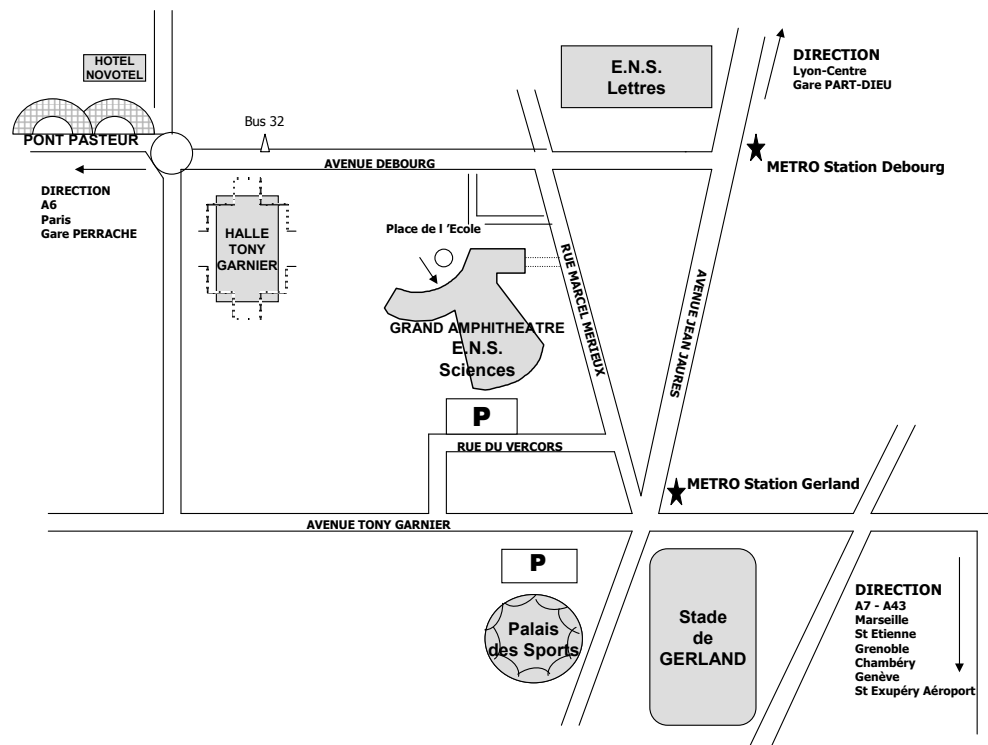 HOTEL
NOVOTEL
E.N.S.
Lettres
DIRECTION
Lyon-Centre
Gare PART-DIEU
Bus 32
PONT PASTEUR
AVENUE DEBOURG
METRO Station Debourg
DIRECTION
A6
Paris
Gare PERRACHE
HALLE
TONY
GARNIER
Place de l 'Ecole
RUE MARCEL MERIEUX
AVENUE JEAN JAURES
GRAND AMPHITHEATRE
E.N.S.
Sciences
P
RUE DU VERCORS
METRO Station Gerland
AVENUE TONY GARNIER
P
Palais
des Sports
Stade
de
GERLAND
DIRECTION
A7 - A43
Marseille
St Etienne
Grenoble
Chambéry
Genève
St Exupéry Aéroport